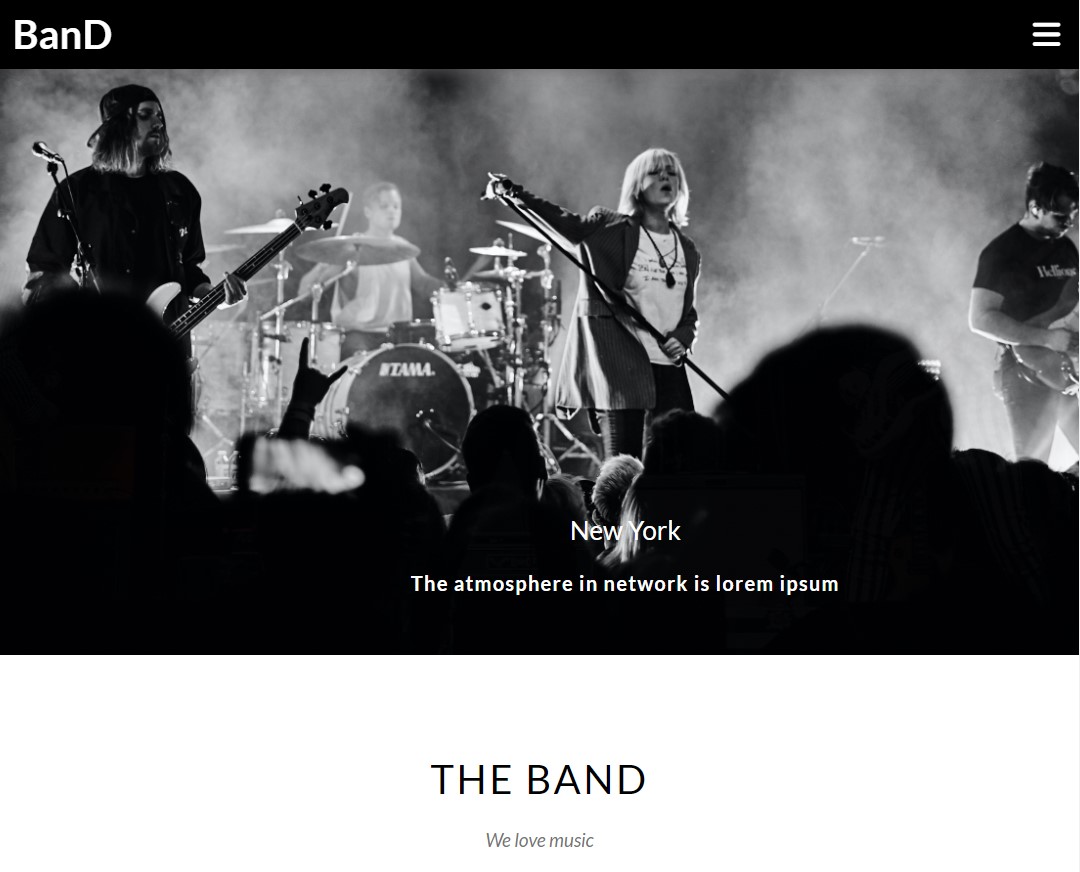 BanD
TAMA.
New York
The atmosphere in network is lorem ipsum
THE BAND
We love music